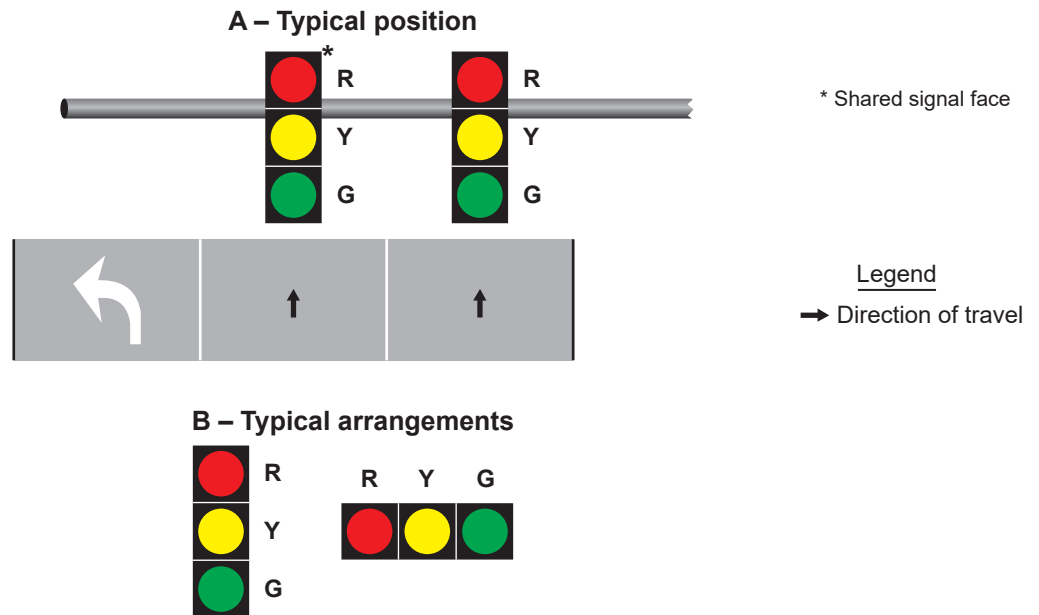 A – Typical position
*
R
R
* Shared signal face
Y
Y
G
G
Legend
Direction of travel
B – Typical arrangements
R
Y
G
R Y G